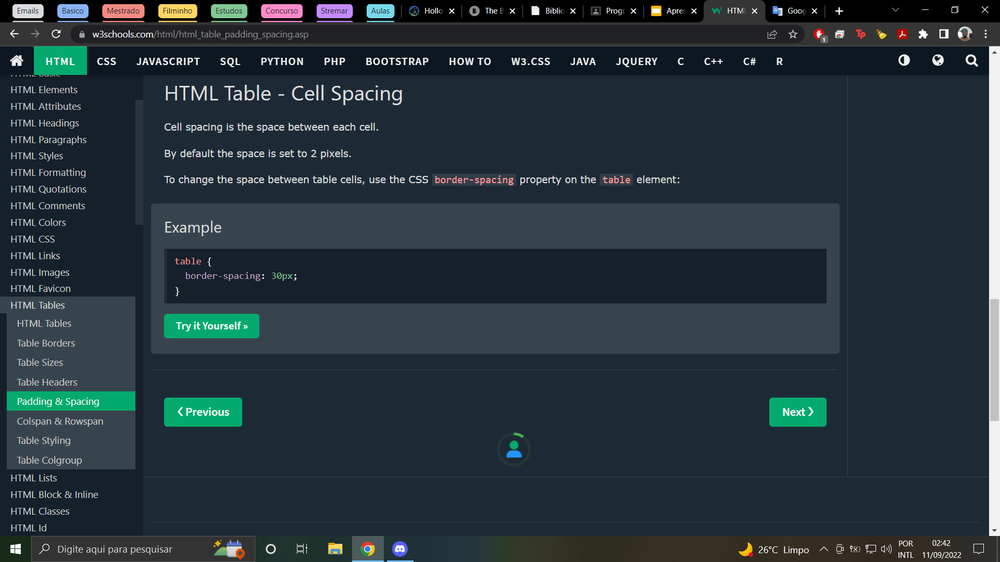 Emails Basico Mestrado Filminho Estudos Concurso Stremar Aulas Hollo The B Biblio Progr Apres HTML Goog
w3schools.com/html/html_table_padding_spacing.asp
1
HTML CSS JAVASCRIPT SQL PYTHON PHP BOOTSTRAP HOW TO W3.CSS JAVA JQUERY C C++ C# R
HTML Basic
HTML Elements
HTML Attributes
HTML Headings
HTML Paragraphs
HTML Styles
HTML Formatting
HTML Quotations
HTML Comments
HTML Colors
HTML CSS
HTML Links
HTML Images
HTML Favicon
HTML Tables
HTML Tables
Table Borders
Table Sizes
Table Headers
Padding & Spacing
Colspan & Rowspan
Table Styling
Table Colgroup
HTML Lists
HTML Block & Inline
HTML Classes
HTML Id
HTML Table - Cell Spacing
Cell spacing is the space between each cell.
By default the space is set to 2 pixels.
To change the space between table cells, use the CSS border-spacing property on the table element:
Example
table {
border-spacing: 30px;
}
Try it Yourself »
❮ Previous
Next ❯
Digite aqui para pesquisar
26°C Limpo
POR
INTL
02:42
11/09/2022